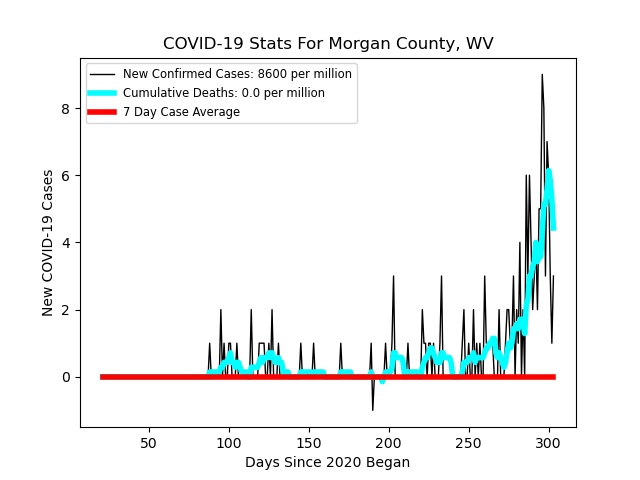 COVID-19 Stats For Morgan County, WV
New Confirmed Cases: 8600 per million
Cumulative Deaths: 0.0 per million
7 Day Case Average
8
6
4
2
0
New COVID-19 Cases
50 100 150 200 250 300
Days Since 2020 Began